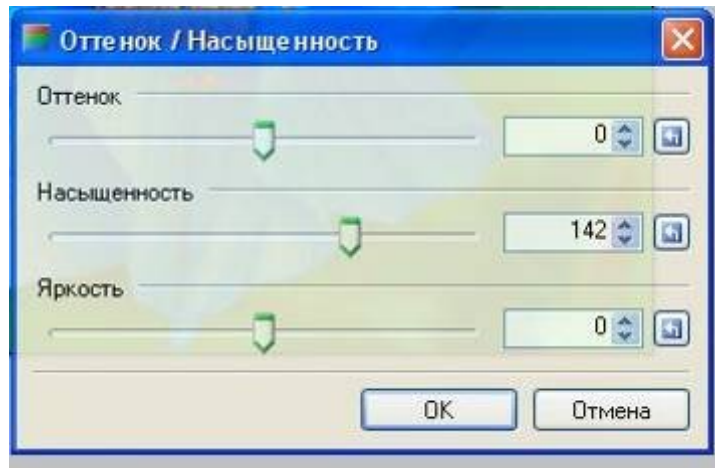 Оттенок / Насыщенность
Оттенок
0
Насыщенность
142
Яркость
0
OK
Отмена